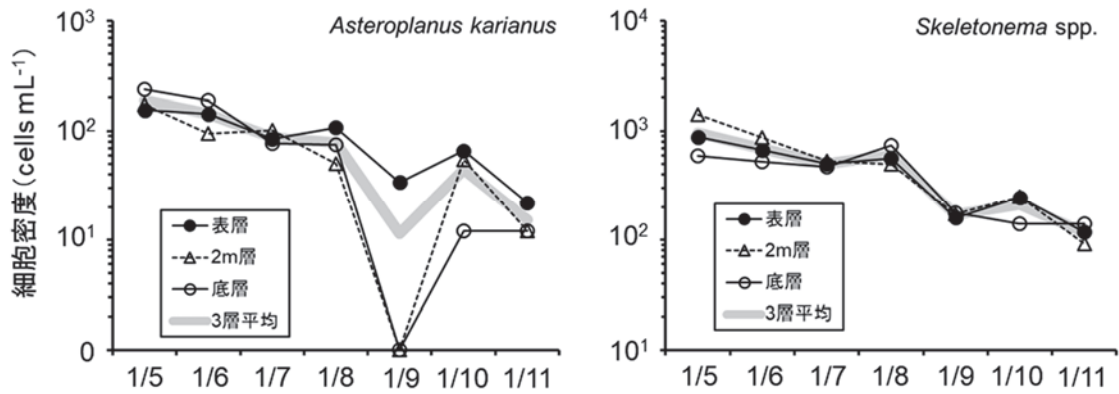 Asteroplanus karianus
細胞密度 (cells mL⁻¹)
10³
10²
10¹
0
表層
2m層
底層
3層平均
1/5 1/6 1/7 1/8 1/9 1/10 1/11
Skeletonema spp.
10⁴
10³
10²
10¹
表層
2m層
底層
3層平均
1/5 1/6 1/7 1/8 1/9 1/10 1/11